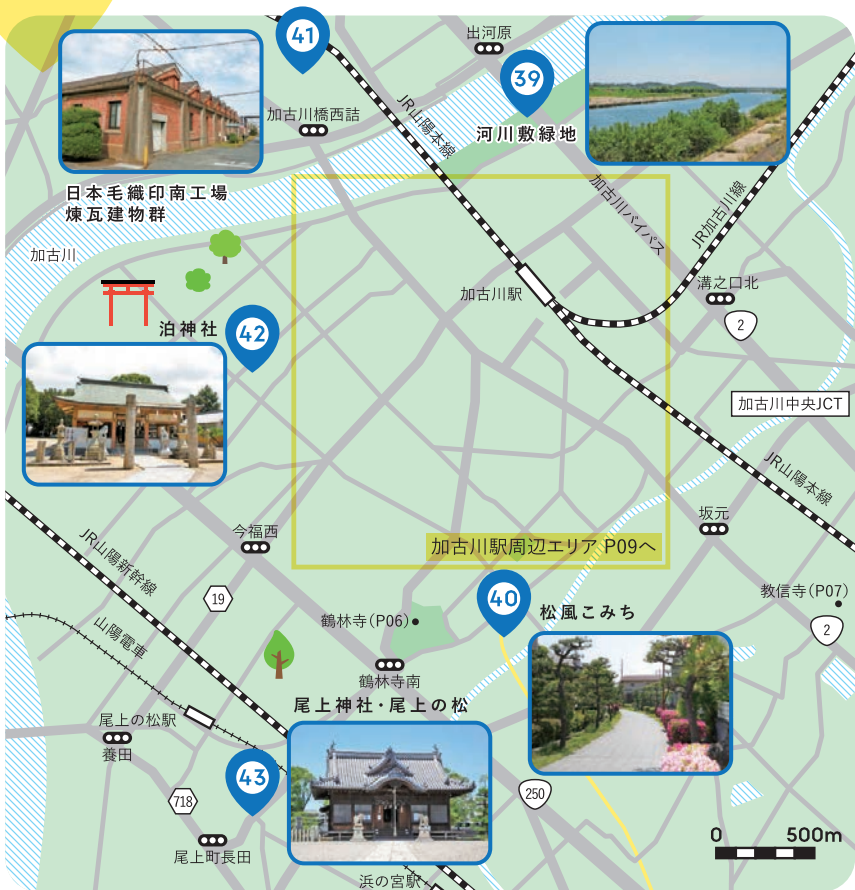 41
出河原
39
加古川橋西詰
JR山陽本線
河川敷緑地
日本毛織印南工場
煉瓦建物群
加古川バイパス
JR加古川線
加古川
加古川駅
溝之口北
2
泊神社
42
加古川中央JCT
JR山陽本線
坂元
今福西
加古川駅周辺エリア P09へ
JR山陽新幹線
19
40
松風こみち
教信寺(P07)
2
鶴林寺(P06)
山陽電車
鶴林寺南
尾上神社・尾上の松
尾上の松駅
養田
43
718
250
尾上町長田
浜の宮駅
0 500m